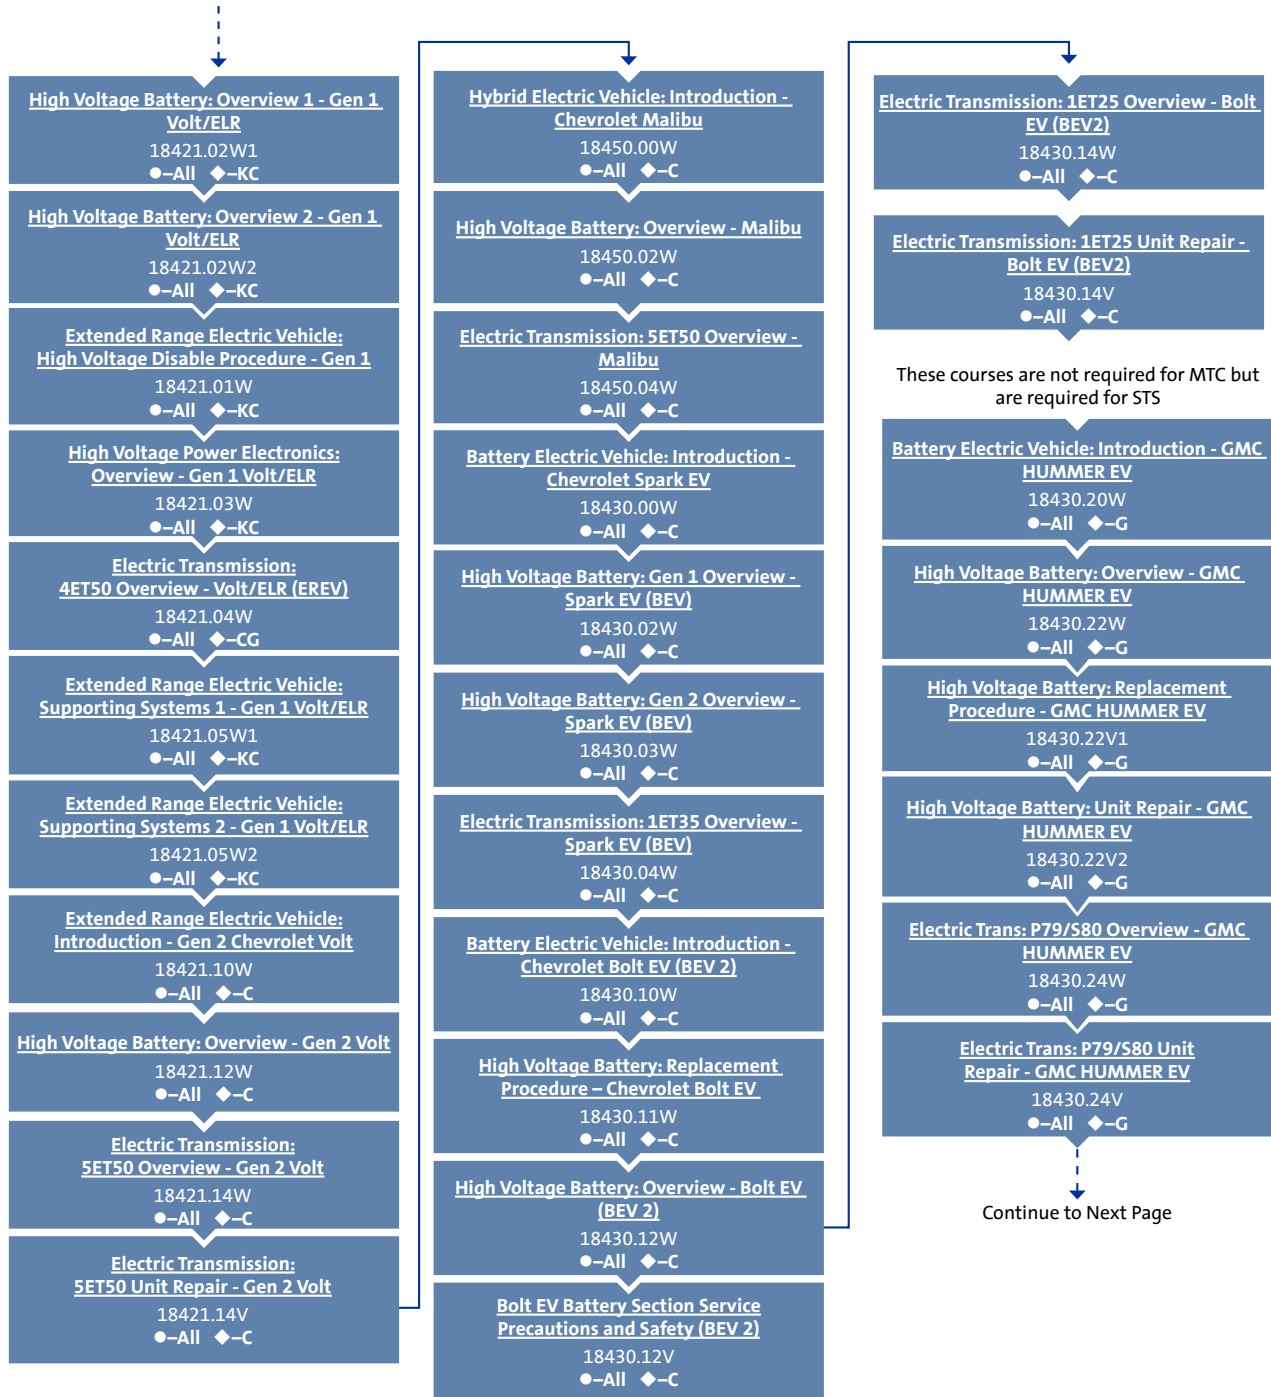 High Voltage Battery: Overview 1 - Gen 1
Volt/ELR
18421.02W1
●–All ◆–KC
High Voltage Battery: Overview 2 - Gen 1
Volt/ELR
18421.02W2
●–All ◆–KC
Extended Range Electric Vehicle:
High Voltage Disable Procedure - Gen 1
18421.01W
●–All ◆–KC
High Voltage Power Electronics:
Overview - Gen 1 Volt/ELR
18421.03W
●–All ◆–KC
Electric Transmission:
4ET50 Overview - Volt/ELR (EREV)
18421.04W
●–All ◆–CG
Extended Range Electric Vehicle:
Supporting Systems 1 - Gen 1 Volt/ELR
18421.05W1
●–All ◆–KC
Extended Range Electric Vehicle:
Supporting Systems 2 - Gen 1 Volt/ELR
18421.05W2
●–All ◆–KC
Extended Range Electric Vehicle:
Introduction - Gen 2 Chevrolet Volt
18421.10W
●–All ◆–C
High Voltage Battery: Overview - Gen 2 Volt
18421.12W
●–All ◆–C
Electric Transmission:
5ET50 Overview - Gen 2 Volt
18421.14W
●–All ◆–C
Electric Transmission:
5ET50 Unit Repair - Gen 2 Volt
18421.14V
●–All ◆–C
Hybrid Electric Vehicle: Introduction -
Chevrolet Malibu
18450.00W
●–All ◆–C
High Voltage Battery: Overview - Malibu
18450.02W
●–All ◆–C
Electric Transmission: 5ET50 Overview -
Malibu
18450.04W
●–All ◆–C
Battery Electric Vehicle: Introduction -
Chevrolet Spark EV
18430.00W
●–All ◆–C
High Voltage Battery: Gen 1 Overview -
Spark EV (BEV)
18430.02W
●–All ◆–C
High Voltage Battery: Gen 2 Overview -
Spark EV (BEV)
18430.03W
●–All ◆–C
Electric Transmission: 1ET35 Overview -
Spark EV (BEV)
18430.04W
●–All ◆–C
Battery Electric Vehicle: Introduction -
Chevrolet Bolt EV (BEV 2)
18430.10W
●–All ◆–C
High Voltage Battery: Replacement
Procedure – Chevrolet Bolt EV
18430.11W
●–All ◆–C
High Voltage Battery: Overview - Bolt EV
(BEV 2)
18430.12W
●–All ◆–C
Bolt EV Battery Section Service
Precautions and Safety (BEV 2)
18430.12V
●–All ◆–C
Electric Transmission: 1ET25 Overview - Bolt
EV (BEV2)
18430.14W
●–All ◆–C
Electric Transmission: 1ET25 Unit Repair -
Bolt EV (BEV2)
18430.14V
●–All ◆–C
These courses are not required for MTC but
are required for STS
Battery Electric Vehicle: Introduction - GMC
HUMMER EV
18430.20W
●–All ◆–G
High Voltage Battery: Overview - GMC
HUMMER EV
18430.22W
●–All ◆–G
High Voltage Battery: Replacement
Procedure - GMC HUMMER EV
18430.22V1
●–All ◆–G
High Voltage Battery: Unit Repair - GMC
HUMMER EV
18430.22V2
●–All ◆–G
Electric Trans: P79/S80 Overview - GMC
HUMMER EV
18430.24W
●–All ◆–G
Electric Trans: P79/S80 Unit
Repair - GMC HUMMER EV
18430.24V
●–All ◆–G
Continue to Next Page